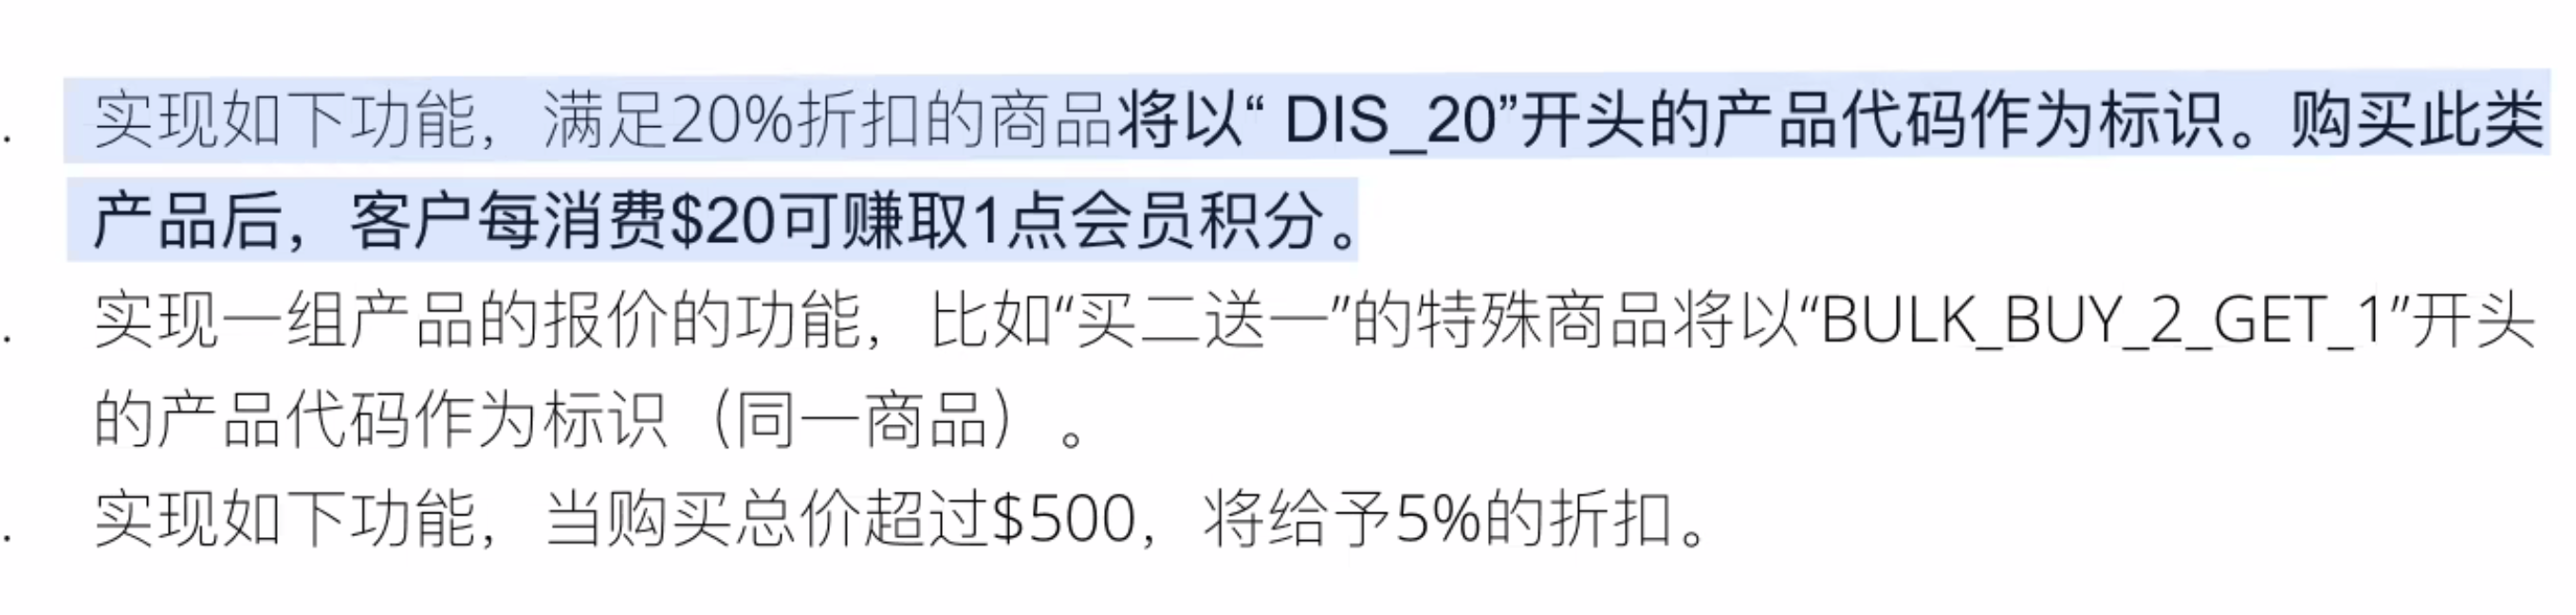 . 实现如下功能，满足20%折扣的商品将以“ DIS_20”开头的产品代码作为标识。购买此类
产品后，客户每消费$20可赚取1点会员积分。
. 实现一组产品的报价的功能，比如“买二送一”的特殊商品将以“BULK_BUY_2_GET_1”开头
的产品代码作为标识（同一商品）。
. 实现如下功能，当购买总价超过$500，将给予5%的折扣。